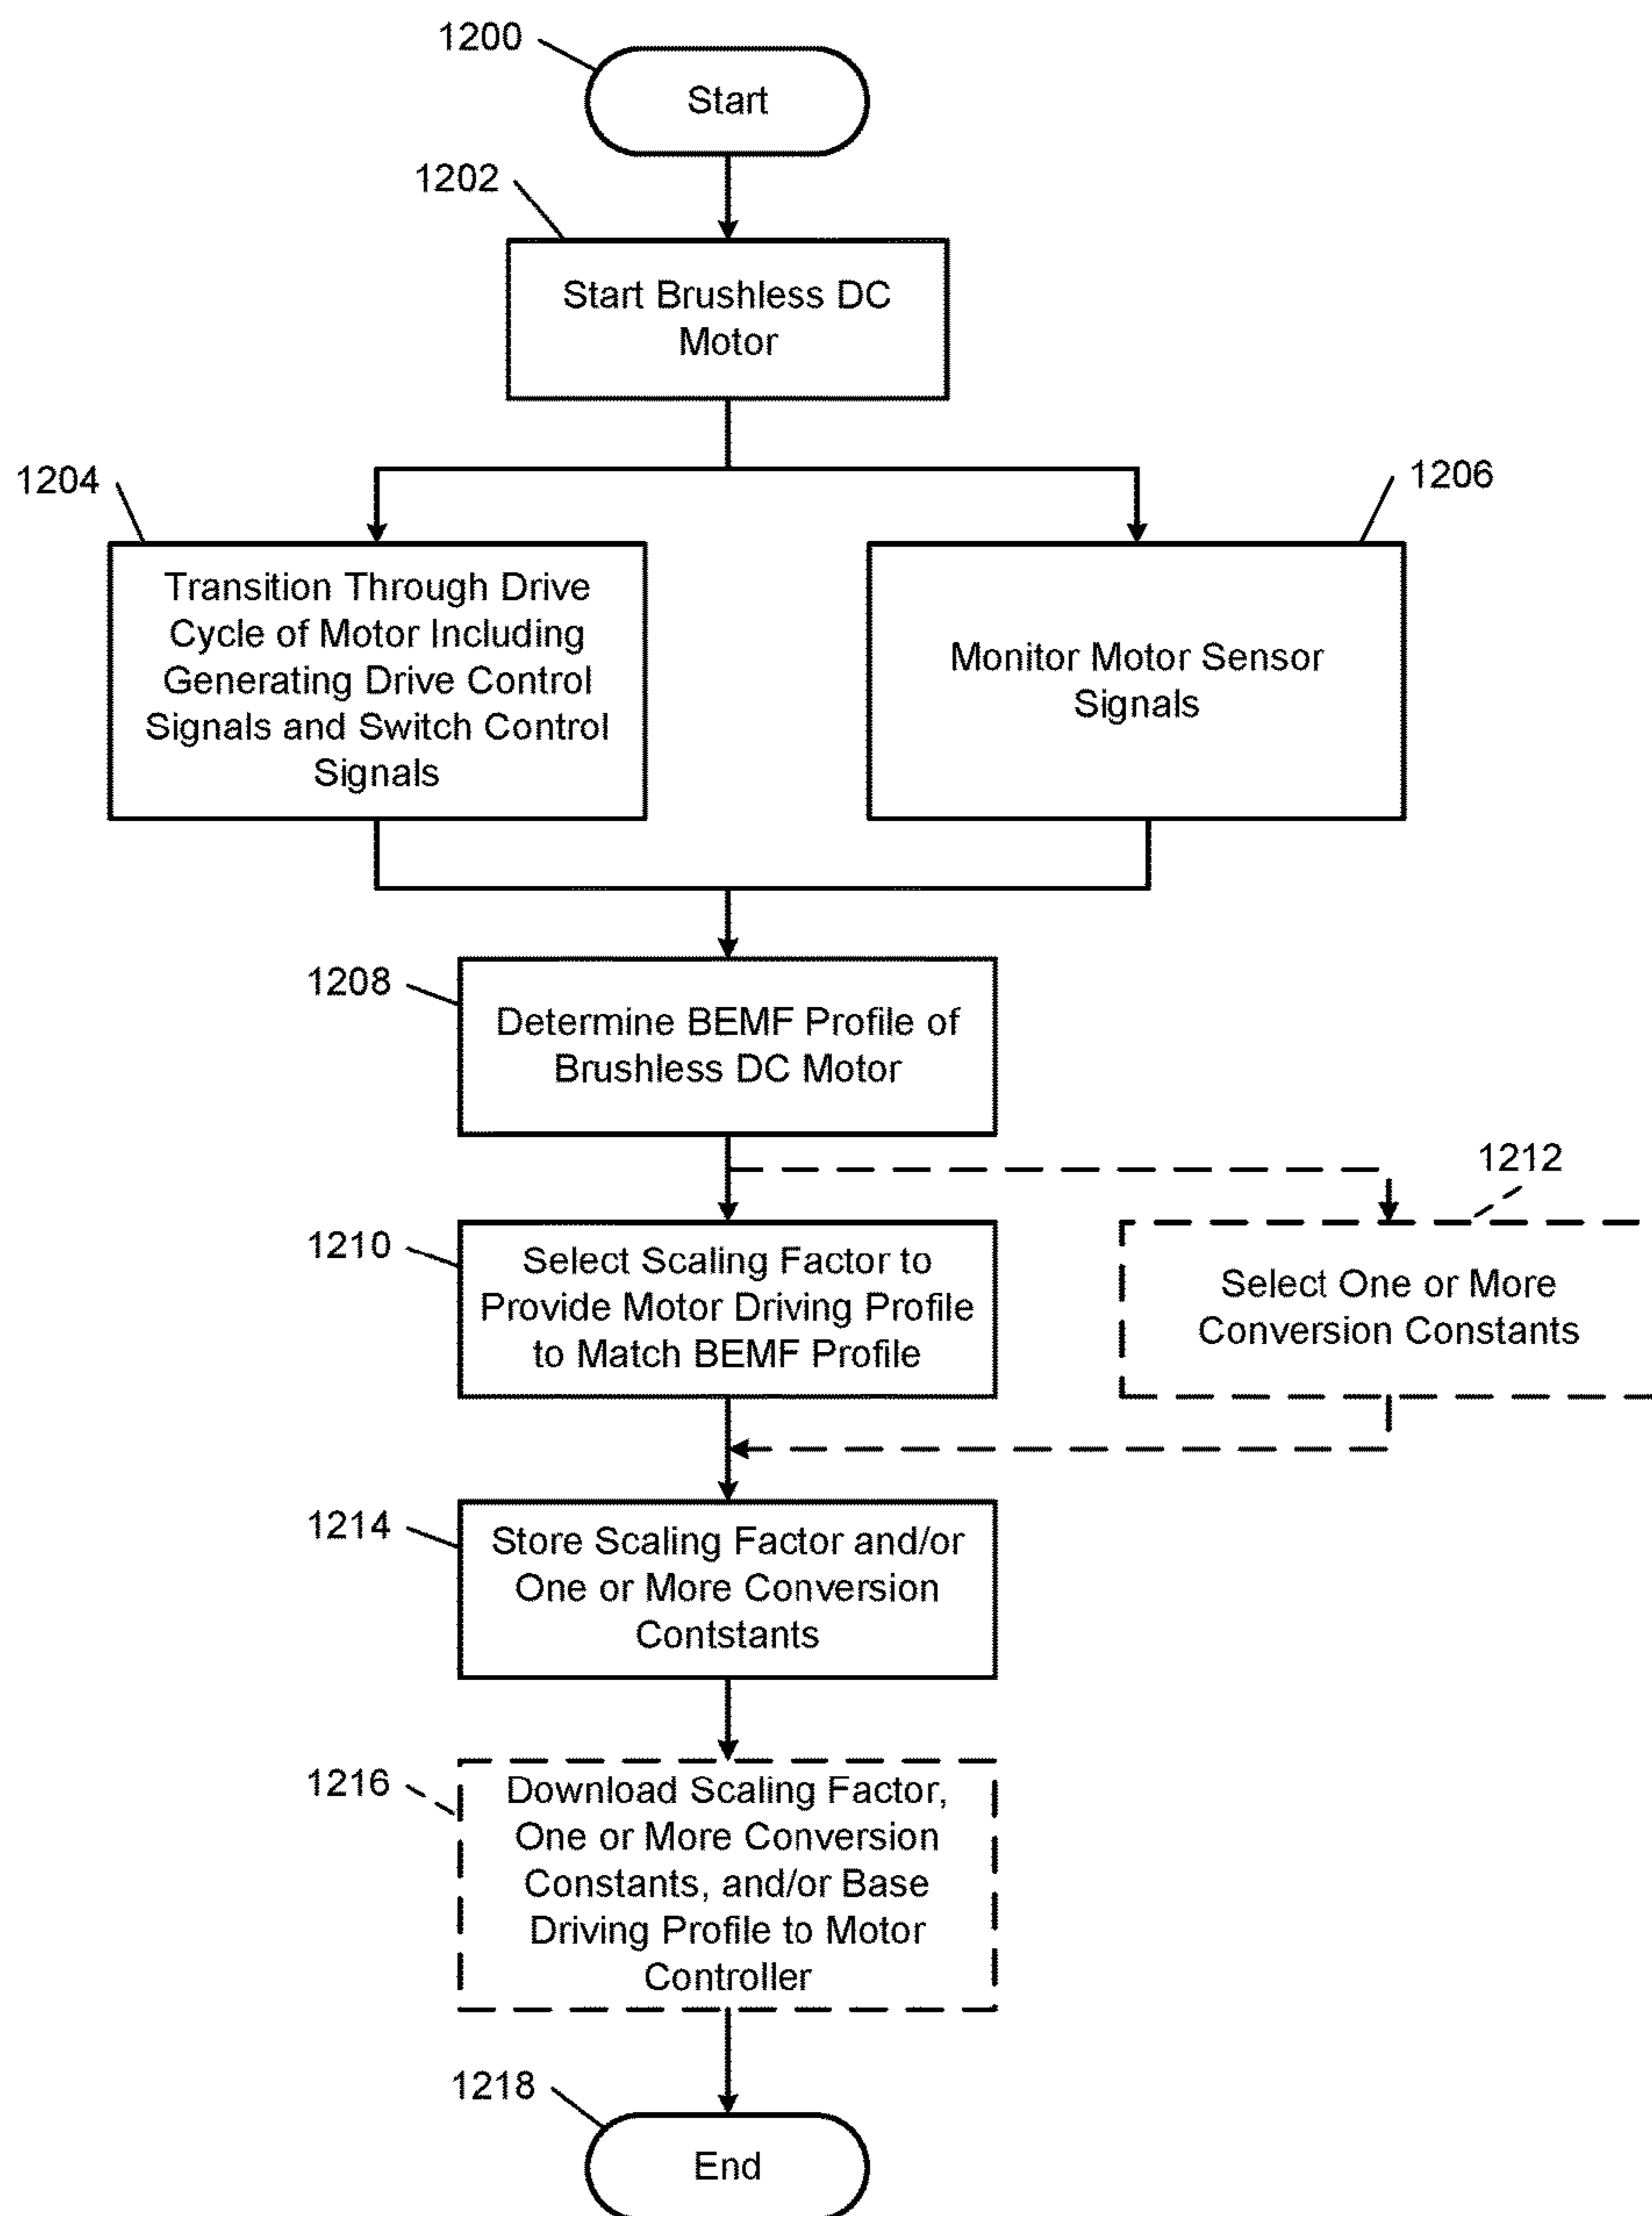 1200
Start
1202
Start Brushless DC
Motor
1204
Transition Through Drive
Cycle of Motor Including
Generating Drive Control
Signals and Switch Control
Signals
1206
Monitor Motor Sensor
Signals
1208
Determine BEMF Profile of
Brushless DC Motor
1210
Select Scaling Factor to
Provide Motor Driving Profile
to Match BEMF Profile
1212
Select One or More
Conversion Constants
1214
Store Scaling Factor and/or
One or More Conversion
Contstants
1216
Download Scaling Factor,
One or More Conversion
Constants, and/or Base
Driving Profile to Motor
Controller
1218
End